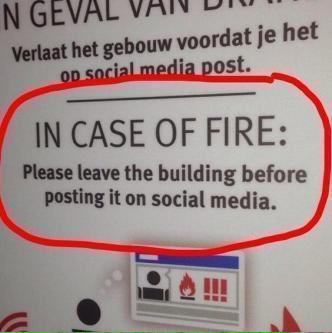 N GEVAL VAN BRAN
Verlaat het gebouw voordat je het
op social media post.
IN CASE OF FIRE:
Please leave the building before
posting it on social media.
!!!